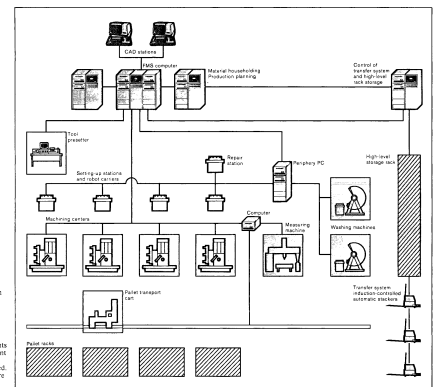 CAD stations
FMS computer
Material householding
Production planning
Control of
transfer system
and high-level
rack storage
Tool
presetter
Repair
station
Periphery PC
High-level
storage rack
Setting-up stations
and robot carriers
Machining centers
Computer
Measuring
machine
Washing machines
Pallet transport
cart
Transfer system
induction-controlled
automatic stackers
Pallet racks